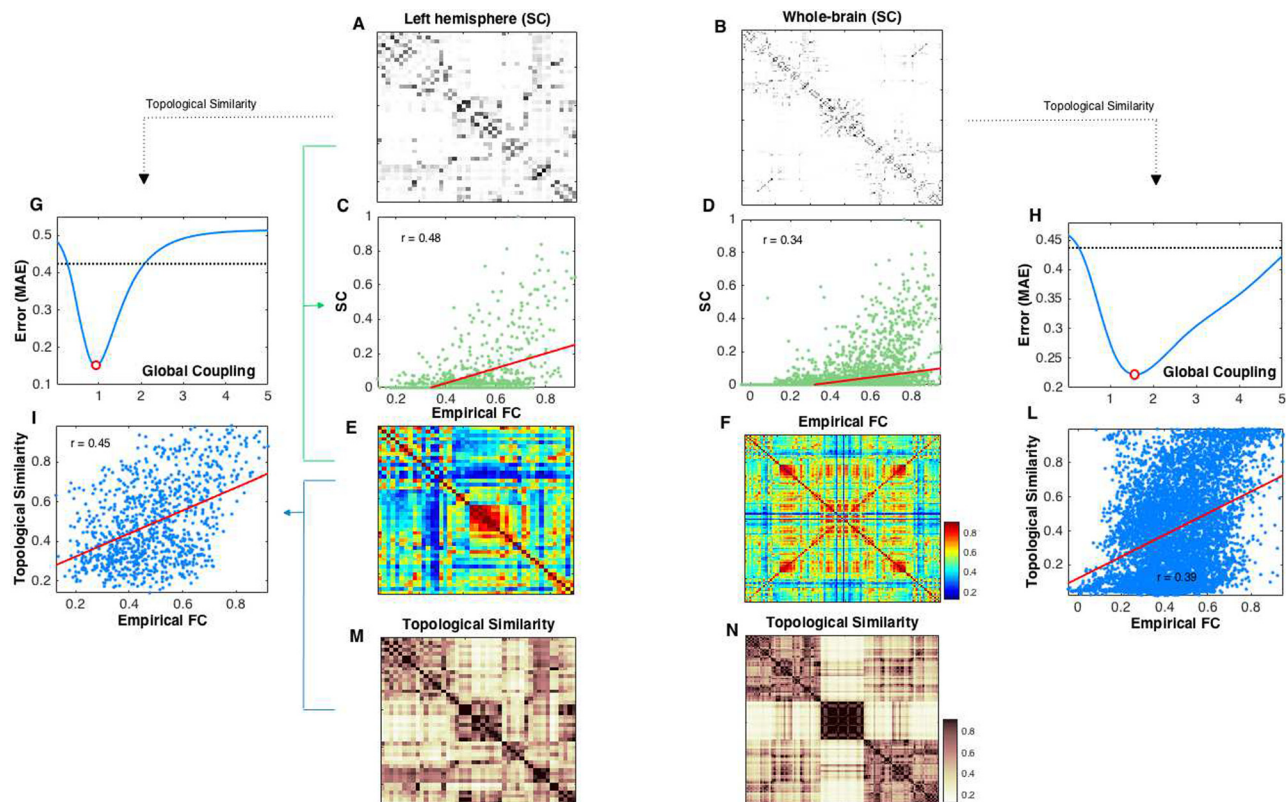 A
Left hemisphere (SC)
B
Whole-brain (SC)
Topological Similarity
Topological Similarity
G
0.5
0.4
0.3
0.2
0.1
Error (MAE)
Global Coupling
1 2 3 4 5
C
1
0.8
0.6
0.4
0.2
0
SC
r = 0.48
0.2 0.4 0.6 0.8
Empirical FC
D
1
0.8
0.6
0.4
0.2
0
SC
r = 0.34
0 0.2 0.4 0.6 0.8
Empirical FC
H
0.45
0.4
0.35
0.3
0.25
0.2
Error (MAE)
Global Coupling
1 2 3 4 5
I
0.8
0.6
0.4
0.2
Topological Similarity
r = 0.45
0.2 0.4 0.6 0.8
Empirical FC
E
F
0.8
0.6
0.4
0.2
L
0.8
0.6
0.4
0.2
Topological Similarity
r = 0.39
0 0.2 0.4 0.6 0.8
Empirical FC
M
Topological Similarity
N
Topological Similarity
0.8
0.6
0.4
0.2